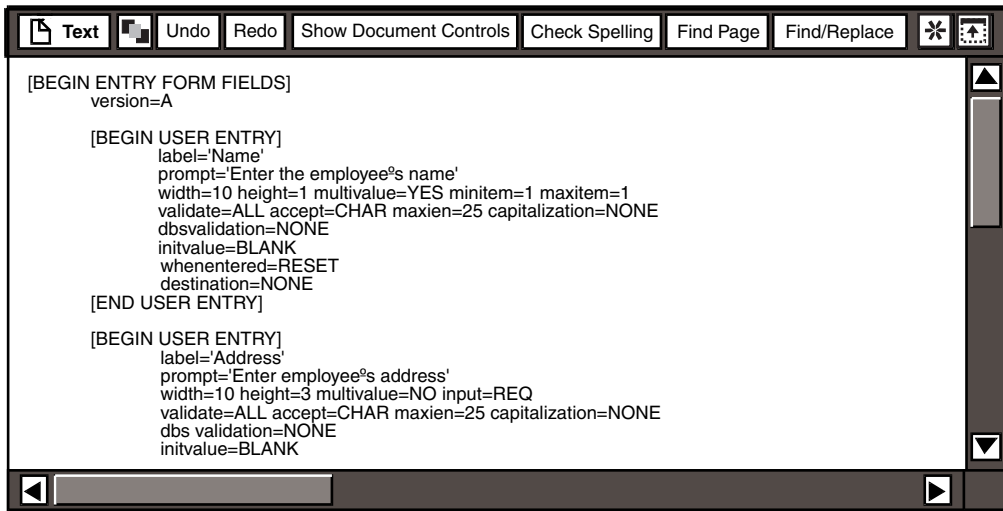 Text Undo Redo Show Document Controls Check Spelling Find Page Find/Replace
[BEGIN ENTRY FORM FIELDS]
version=A
[BEGIN USER ENTRY]
label='Name'
prompt='Enter the employeeºs name'
width=10 height=1 multivalue=YES minitem=1 maxitem=1
validate=ALL accept=CHAR maxien=25 capitalization=NONE
dbsvalidation=NONE
initvalue=BLANK
whenentered=RESET
destination=NONE
[END USER ENTRY]
[BEGIN USER ENTRY]
label='Address'
prompt='Enter employeeºs address'
width=10 height=3 multivalue=NO input=REQ
validate=ALL accept=CHAR maxien=25 capitalization=NONE
dbs validation=NONE
initvalue=BLANK